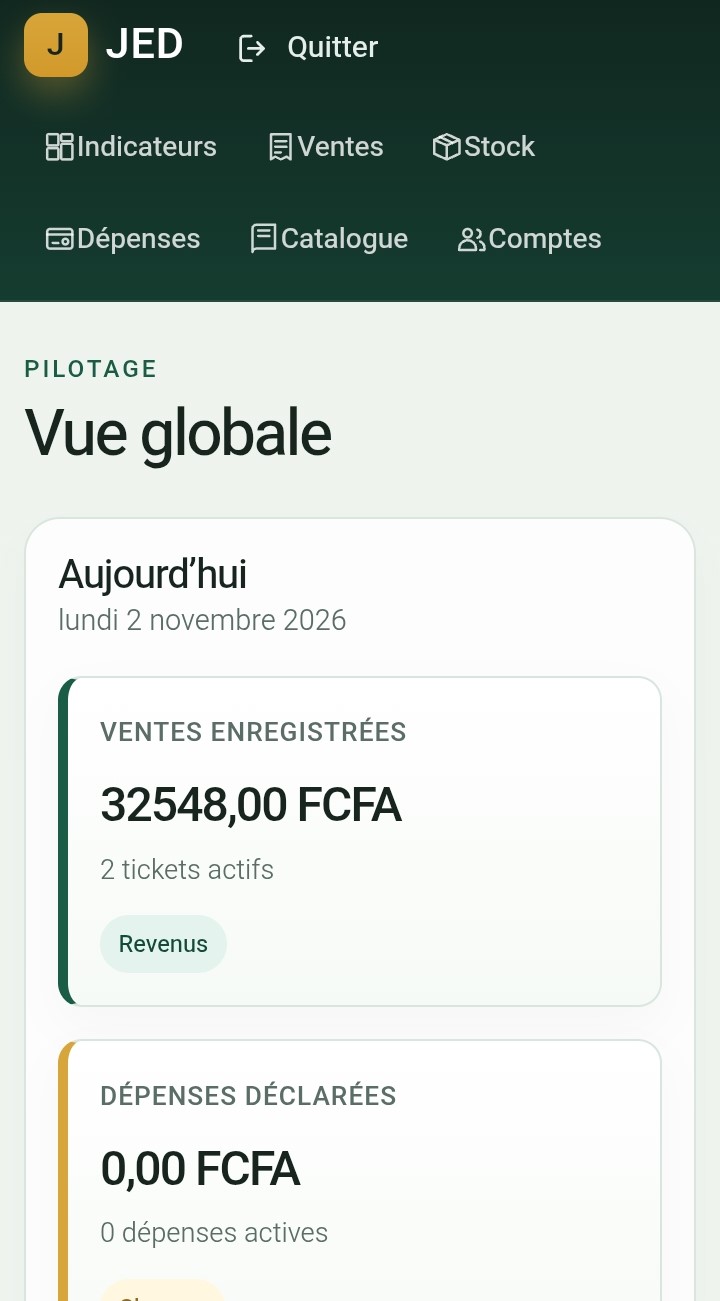 J JED Quitter
Indicateurs Ventes Stock
Dépenses Catalogue Comptes
PILOTAGE
Vue globale
Aujourd’hui
lundi 2 novembre 2026
VENTES ENREGISTRÉES
32548,00 FCFA
2 tickets actifs
Revenus
DÉPENSES DÉCLARÉES
0,00 FCFA
0 dépenses actives